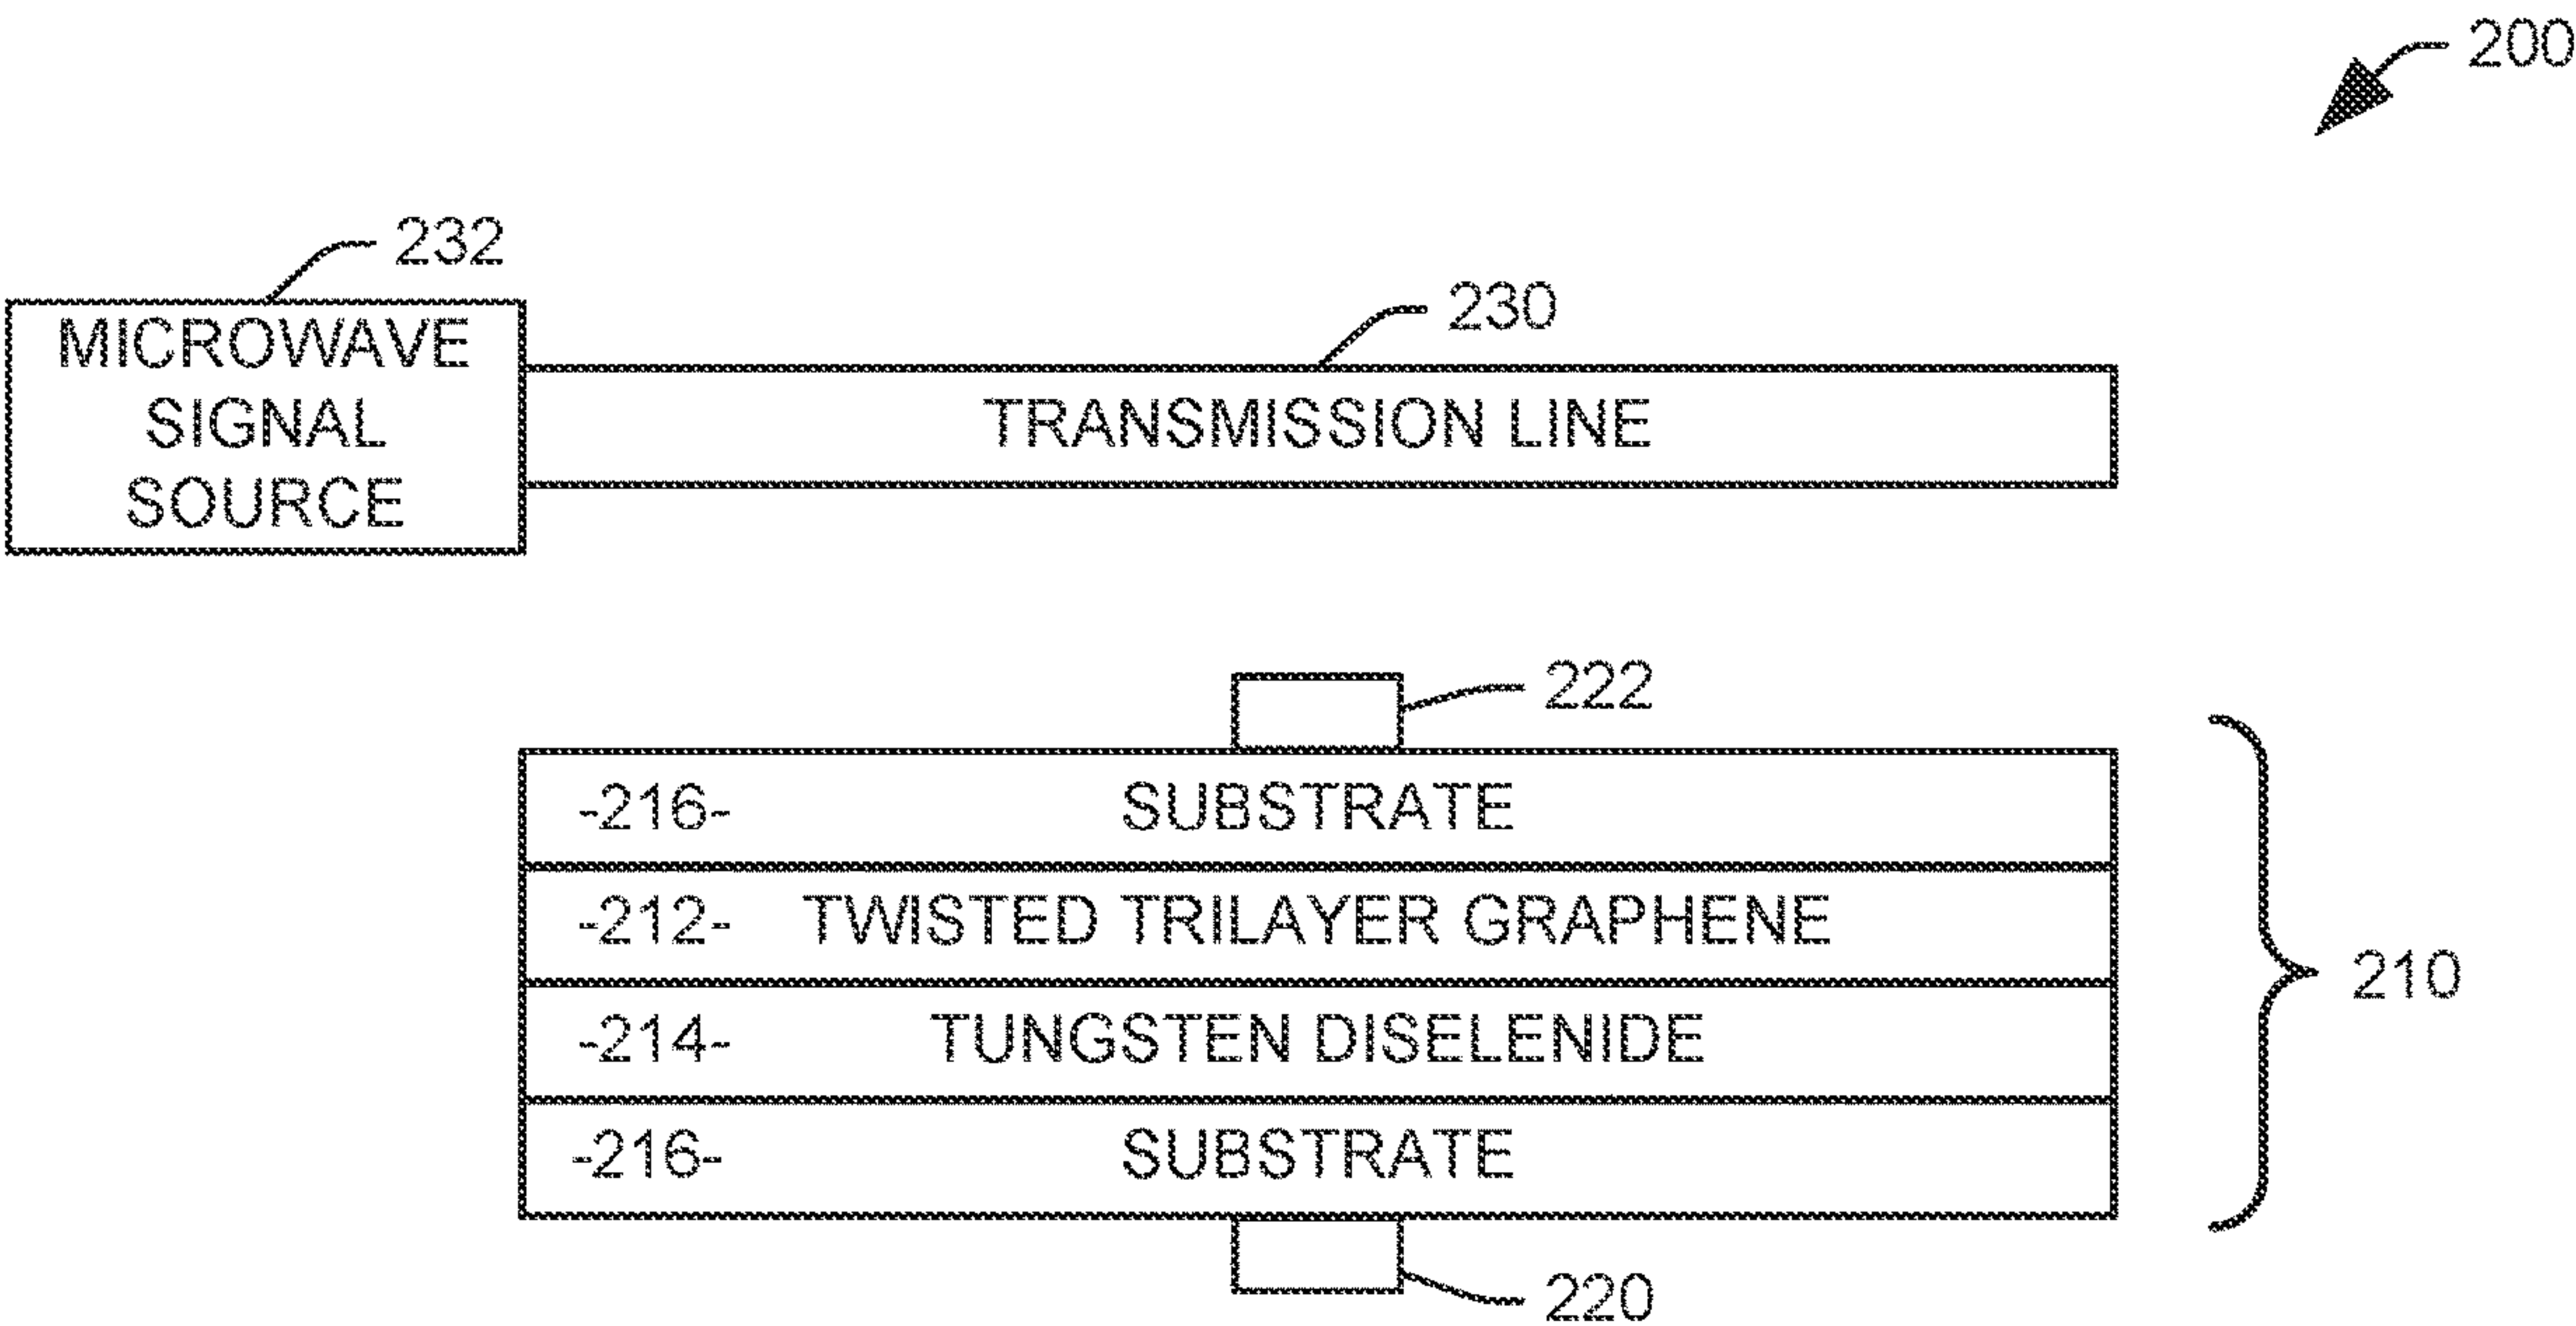 200
232
MICROWAVE
SIGNAL
SOURCE
230
TRANSMISSION LINE
222
-216- SUBSTRATE
-212- TWISTED TRILAYER GRAPHENE
210
-214- TUNGSTEN DISELENIDE
-216- SUBSTRATE
220